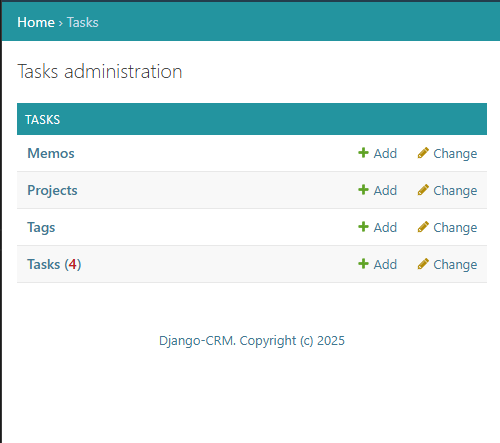 Home › Tasks
Tasks administration
TASKS
Memos Add Change
Projects Add Change
Tags Add Change
Tasks (4) Add Change
Django-CRM. Copyright (c) 2025